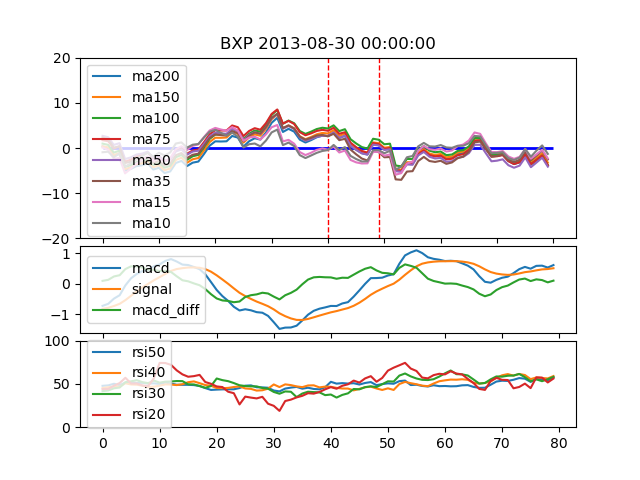 BXP 2013-08-30 00:00:00
20
10
0
−10
−20
ma200
ma150
ma100
ma75
ma50
ma35
ma15
ma10
1
0
−1
macd
signal
macd_diff
100
50
0
rsi50
rsi40
rsi30
rsi20
0 10 20 30 40 50 60 70 80